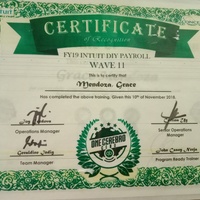 CERTIFICATE
of Recognition
FY19 INTUIT DIY PAYROLL
WAVE 11
This is to certify that
Mendoza, Grace
Has completed the above training. Given this 19th of November 2018.
Operations Manager
Senior Operations
Manager
ONE CEREBRO
Team Manager
Program Ready Trainer